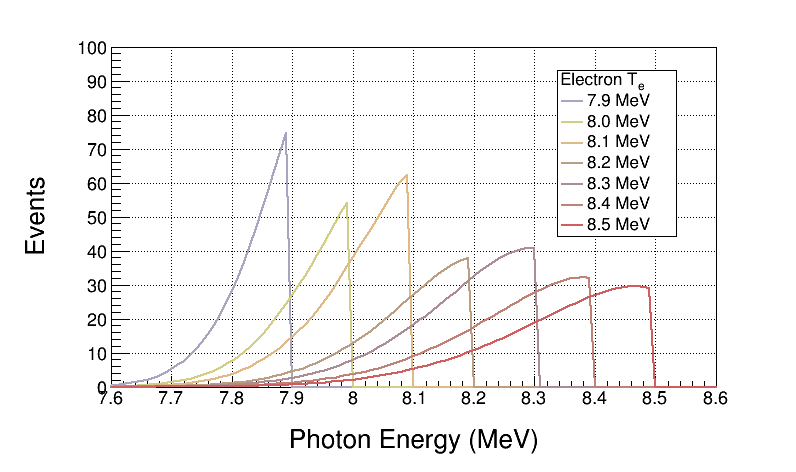 100
90
80
70
60
50
40
30
20
10
0
7.6 7.7 7.8 7.9 8 8.1 8.2 8.3 8.4 8.5 8.6
Photon Energy (MeV)
Events
Electron Te
7.9 MeV
8.0 MeV
8.1 MeV
8.2 MeV
8.3 MeV
8.4 MeV
8.5 MeV